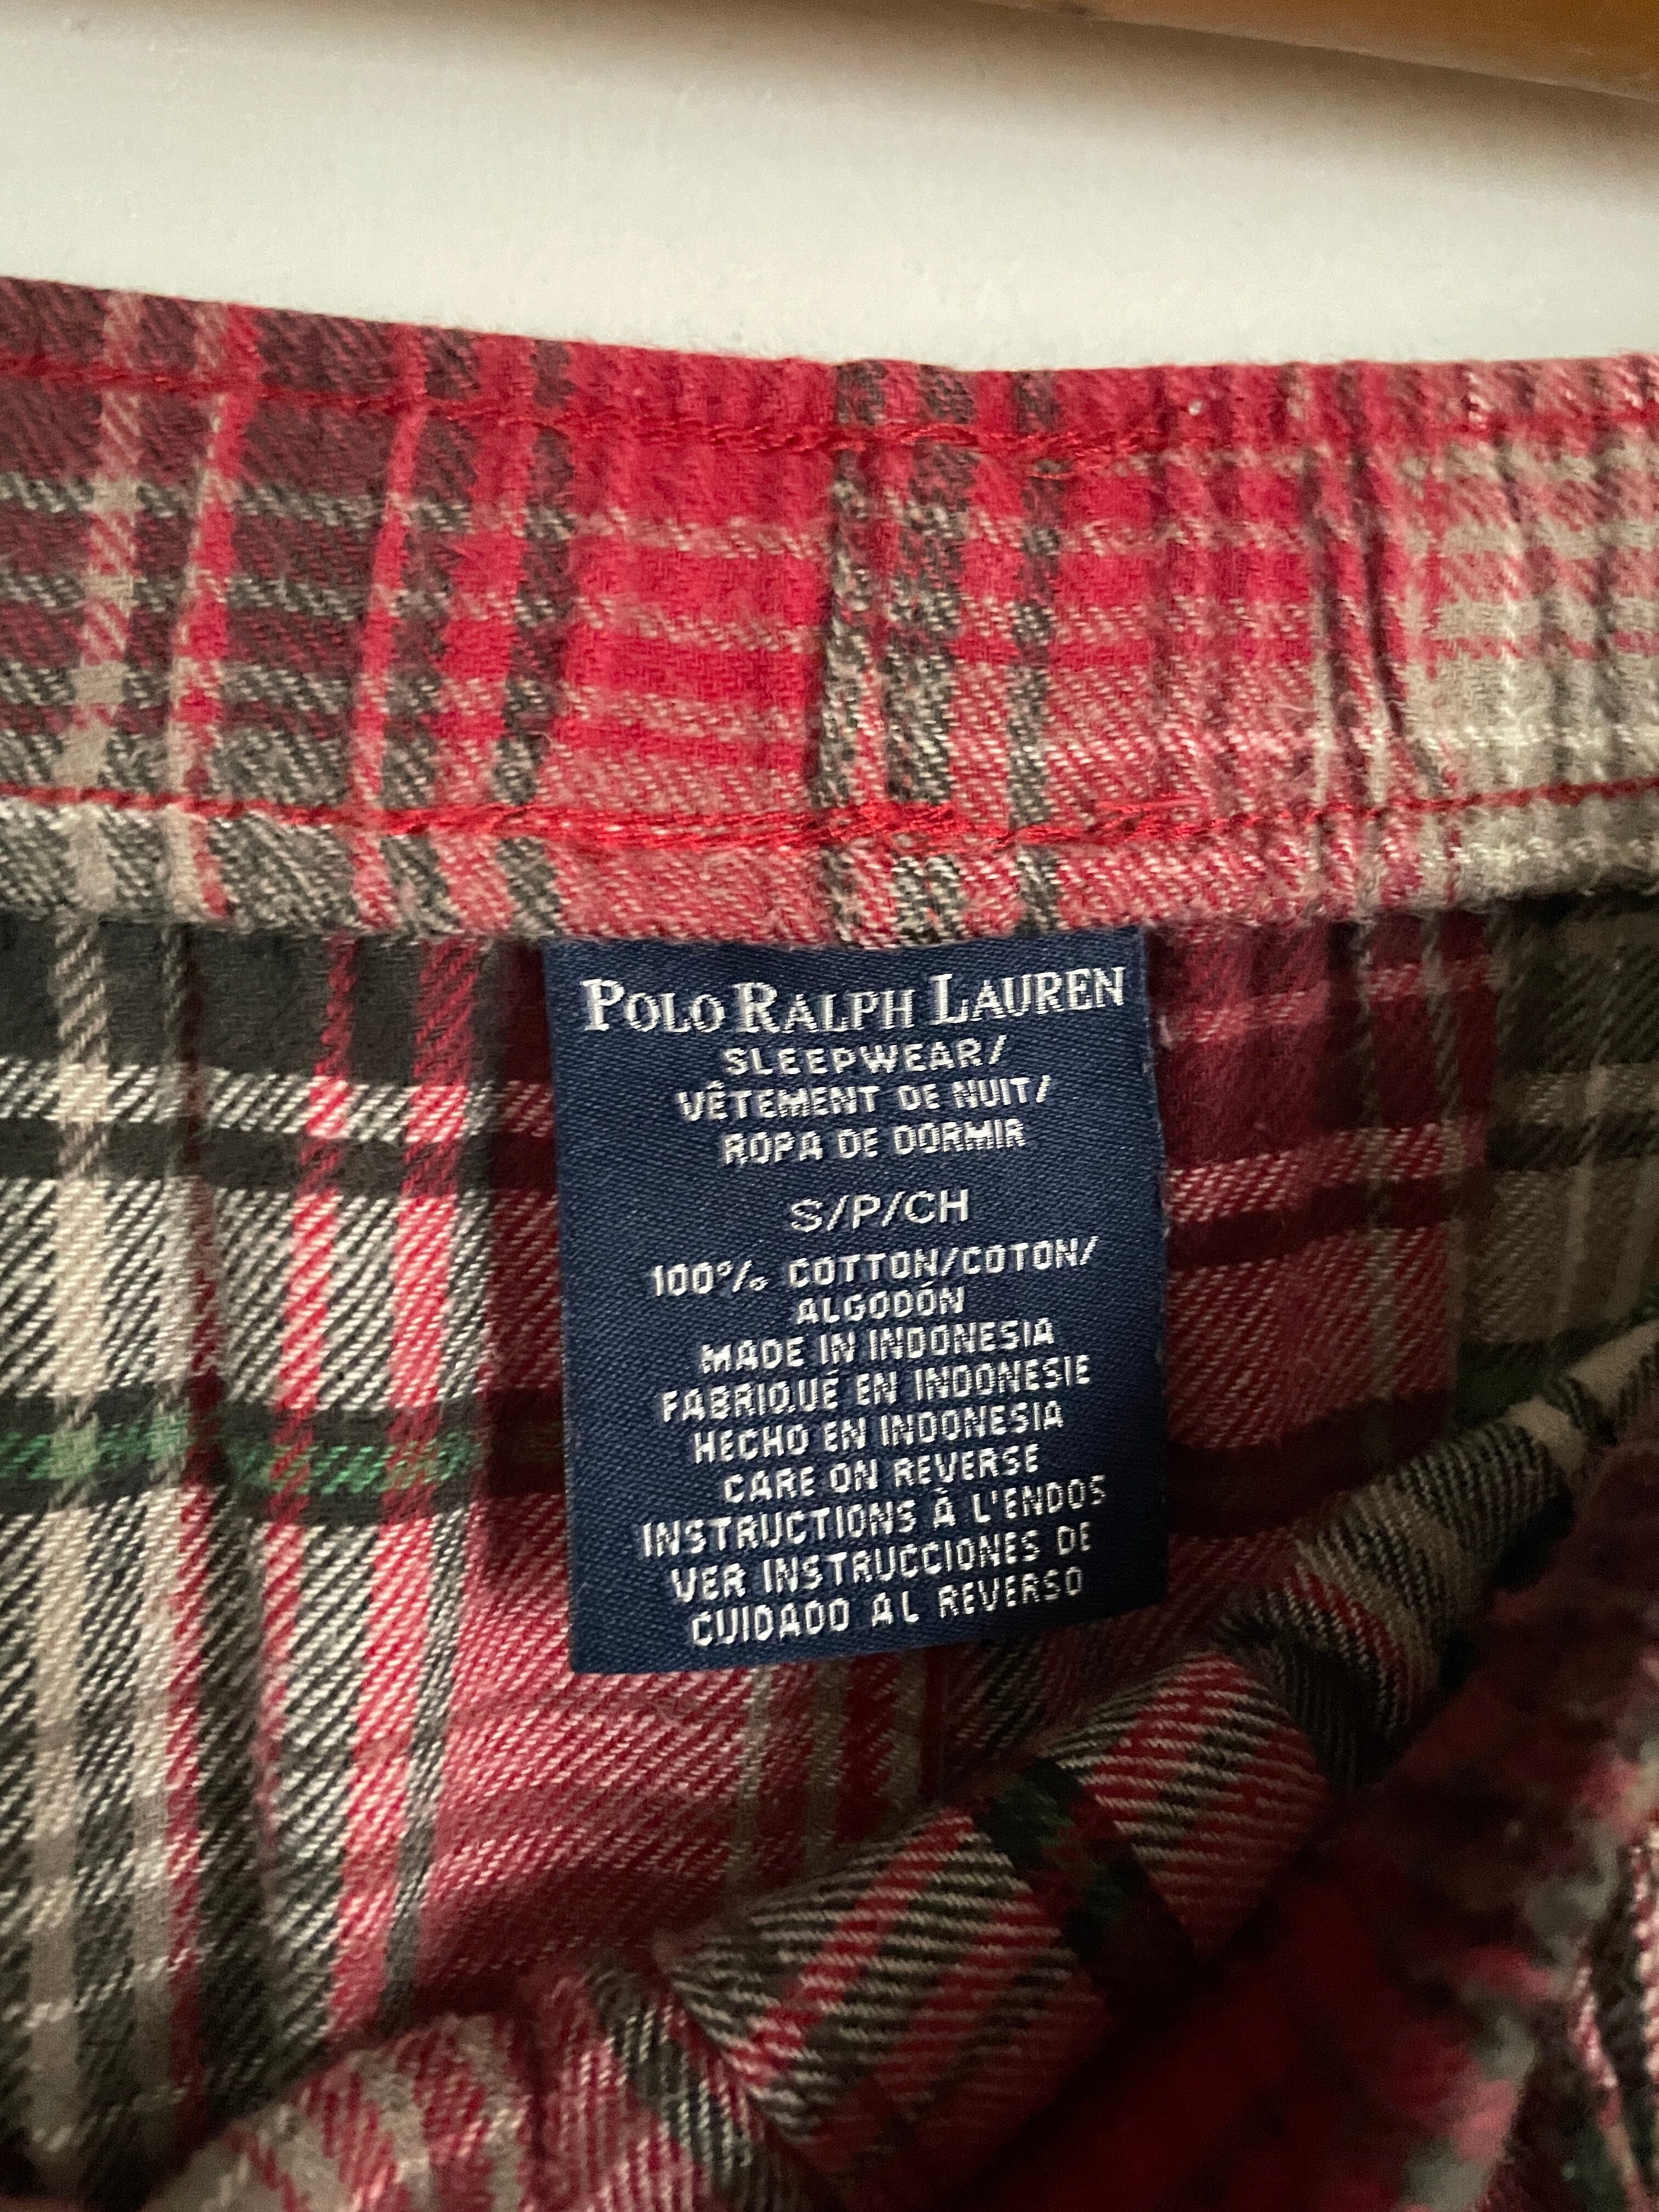 POLO RALPH LAUREN
SLEEPWEAR/
VÊTEMENT DE NUIT/
ROPA DE DORMIR
S/P/CH
100% COTTON/COTON/
ALGODÓN
MADE IN INDONESIA
FABRIQUÉ EN INDONESIE
HECHO EN INDONESIA
CARE ON REVERSE
INSTRUCTIONS À L'ENDOS
VER INSTRUCCIONES DE
CUIDADO AL REVERSO